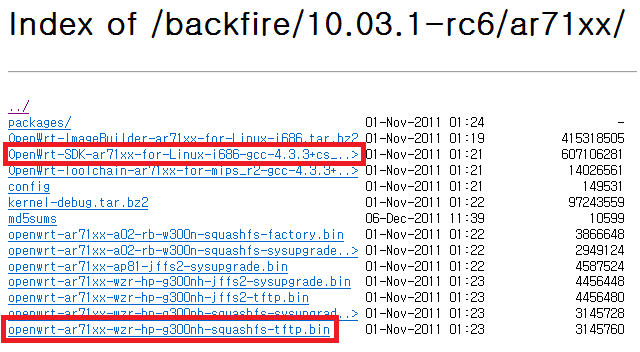 Index of /backfire/10.03.1-rc6/ar71xx/
../
packages/ 01-Nov-2011 01:24 -
OpenWrt-ImageBuilder-ar71xx-for-Linux-i686.tar.bz2 01-Nov-2011 01:19 415318505
OpenWrt-SDK-ar71xx-for-Linux-i686-gcc-4.3.3+cs_..> 01-Nov-2011 01:21 607106281
OpenWrt-Toolchain-ar71xx-for-mips_r2-gcc-4.3.3+..> 01-Nov-2011 01:21 14026561
config 01-Nov-2011 01:21 149531
kernel-debug.tar.bz2 01-Nov-2011 01:22 97243559
md5sums 06-Dec-2011 11:39 10599
openwrt-ar71xx-a02-rb-w300n-squashfs-factory.bin 01-Nov-2011 01:22 3866648
openwrt-ar71xx-a02-rb-w300n-squashfs-sysupgrade..> 01-Nov-2011 01:22 2949124
openwrt-ar71xx-ap81-jffs2-sysupgrade.bin 01-Nov-2011 01:22 4587524
openwrt-ar71xx-wzr-hp-g300nh-jffs2-sysupgrade.bin 01-Nov-2011 01:23 4456448
openwrt-ar71xx-wzr-hp-g300nh-jffs2-tftp.bin 01-Nov-2011 01:23 4456480
openwrt-ar71xx-wzr-hp-g300nh-squashfs-sysupgrad..> 01-Nov-2011 01:23 3145728
openwrt-ar71xx-wzr-hp-g300nh-squashfs-tftp.bin 01-Nov-2011 01:23 3145760